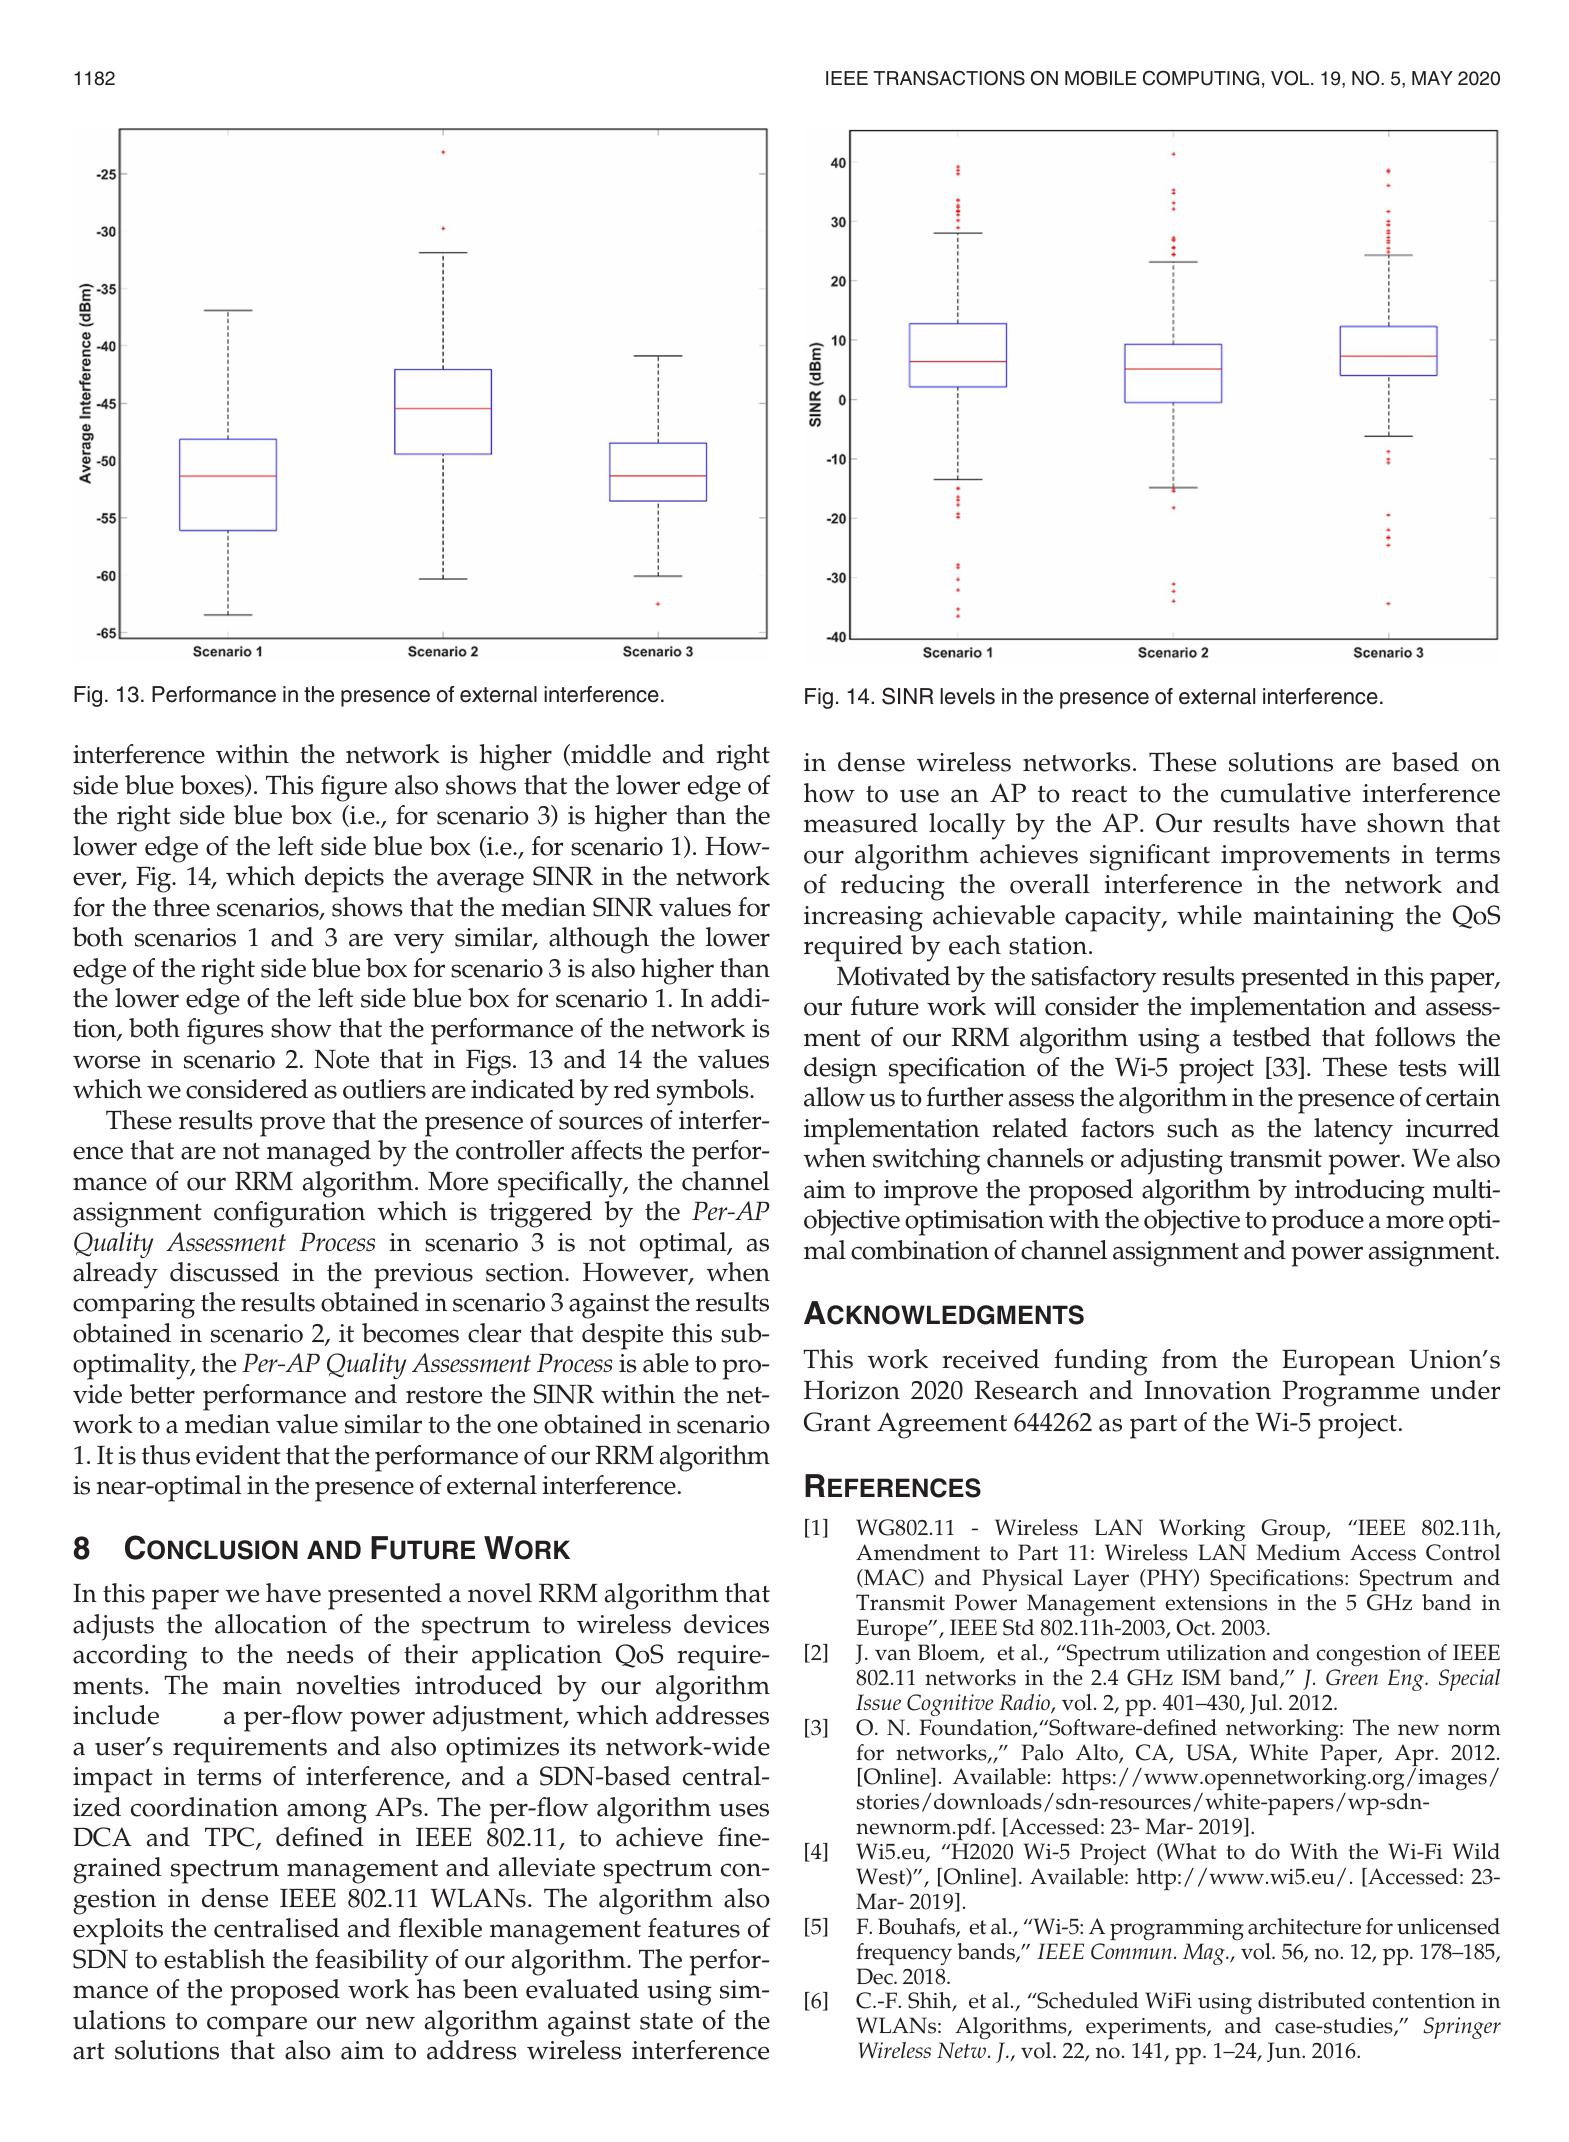 1182
IEEE TRANSACTIONS ON MOBILE COMPUTING, VOL. 19, NO. 5, MAY 2020
-25
-30
-35
-40
-45
-50
-55
-60
-65
Average Interference (dBm)
Scenario 1
Scenario 2
Scenario 3
Fig. 13. Performance in the presence of external interference.
interference within the network is higher (middle and right
side blue boxes). This figure also shows that the lower edge of
the right side blue box (i.e., for scenario 3) is higher than the
lower edge of the left side blue box (i.e., for scenario 1). How-
ever, Fig. 14, which depicts the average SINR in the network
for the three scenarios, shows that the median SINR values for
both scenarios 1 and 3 are very similar, although the lower
edge of the right side blue box for scenario 3 is also higher than
the lower edge of the left side blue box for scenario 1. In addi-
tion, both figures show that the performance of the network is
worse in scenario 2. Note that in Figs. 13 and 14 the values
which we considered as outliers are indicated by red symbols.
These results prove that the presence of sources of interfer-
ence that are not managed by the controller affects the perfor-
mance of our RRM algorithm. More specifically, the channel
assignment configuration which is triggered by the Per-AP
Quality Assessment Process in scenario 3 is not optimal, as
already discussed in the previous section. However, when
comparing the results obtained in scenario 3 against the results
obtained in scenario 2, it becomes clear that despite this sub-
optimality, the Per-AP Quality Assessment Process is able to pro-
vide better performance and restore the SINR within the net-
work to a median value similar to the one obtained in scenario
1. It is thus evident that the performance of our RRM algorithm
is near-optimal in the presence of external interference.
8 CONCLUSION AND FUTURE WORK
In this paper we have presented a novel RRM algorithm that
adjusts the allocation of the spectrum to wireless devices
according to the needs of their application QoS require-
ments. The main novelties introduced by our algorithm
include a per-flow power adjustment, which addresses
a user's requirements and also optimizes its network-wide
impact in terms of interference, and a SDN-based central-
ized coordination among APs. The per-flow algorithm uses
DCA and TPC, defined in IEEE 802.11, to achieve fine-
grained spectrum management and alleviate spectrum con-
gestion in dense IEEE 802.11 WLANs. The algorithm also
exploits the centralised and flexible management features of
SDN to establish the feasibility of our algorithm. The perfor-
mance of the proposed work has been evaluated using sim-
ulations to compare our new algorithm against state of the
art solutions that also aim to address wireless interference
40
30
20
10
0
-10
-20
-30
-40
SINR (dBm)
Scenario 1
Scenario 2
Scenario 3
Fig. 14. SINR levels in the presence of external interference.
in dense wireless networks. These solutions are based on
how to use an AP to react to the cumulative interference
measured locally by the AP. Our results have shown that
our algorithm achieves significant improvements in terms
of reducing the overall interference in the network and
increasing achievable capacity, while maintaining the QoS
required by each station.
Motivated by the satisfactory results presented in this paper,
our future work will consider the implementation and assess-
ment of our RRM algorithm using a testbed that follows the
design specification of the Wi-5 project [33]. These tests will
allow us to further assess the algorithm in the presence of certain
implementation related factors such as the latency incurred
when switching channels or adjusting transmit power. We also
aim to improve the proposed algorithm by introducing multi-
objective optimisation with the objective to produce a more opti-
mal combination of channel assignment and power assignment.
ACKNOWLEDGMENTS
This work received funding from the European Union's
Horizon 2020 Research and Innovation Programme under
Grant Agreement 644262 as part of the Wi-5 project.
REFERENCES
[1] WG802.11 - Wireless LAN Working Group, “IEEE 802.11h,
Amendment to Part 11: Wireless LAN Medium Access Control
(MAC) and Physical Layer (PHY) Specifications: Spectrum and
Transmit Power Management extensions in the 5 GHz band in
Europe”, IEEE Std 802.11h-2003, Oct. 2003.
[2] J. van Bloem, et al., “Spectrum utilization and congestion of IEEE
802.11 networks in the 2.4 GHz ISM band,” J. Green Eng. Special
Issue Cognitive Radio, vol. 2, pp. 401–430, Jul. 2012.
[3] O. N. Foundation,“Software-defined networking: The new norm
for networks,,” Palo Alto, CA, USA, White Paper, Apr. 2012.
[Online]. Available: https://www.opennetworking.org/images/
stories/downloads/sdn-resources/white-papers/wp-sdn-
newnorm.pdf. [Accessed: 23- Mar- 2019].
[4] Wi5.eu, “H2020 Wi-5 Project (What to do With the Wi-Fi Wild
West)”, [Online]. Available: http://www.wi5.eu/. [Accessed: 23-
Mar- 2019].
[5] F. Bouhafs, et al., “Wi-5: A programming architecture for unlicensed
frequency bands,” IEEE Commun. Mag., vol. 56, no. 12, pp. 178–185,
Dec. 2018.
[6] C.-F. Shih, et al., “Scheduled WiFi using distributed contention in
WLANs: Algorithms, experiments, and case-studies,” Springer
Wireless Netw. J., vol. 22, no. 141, pp. 1–24, Jun. 2016.